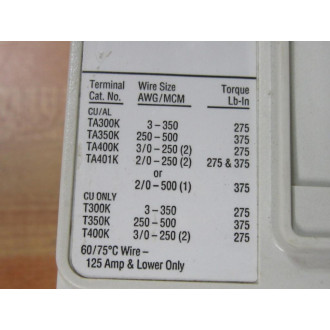 Terminal Wire Size Torque
Cat. No. AWG/MCM Lb-In
CU/AL
TA300K 3-350 275
TA350K 250-500 375
TA400K 3/0-250 (2) 275
TA401K 2/0-250 (2) 275 & 375
or
2/0-500 (1) 375
CU ONLY
T300K 3-350 275
T350K 250-500 375
T400K 3/0-250 (2) 275
60/75°C Wire-
125 Amp & Lower Only